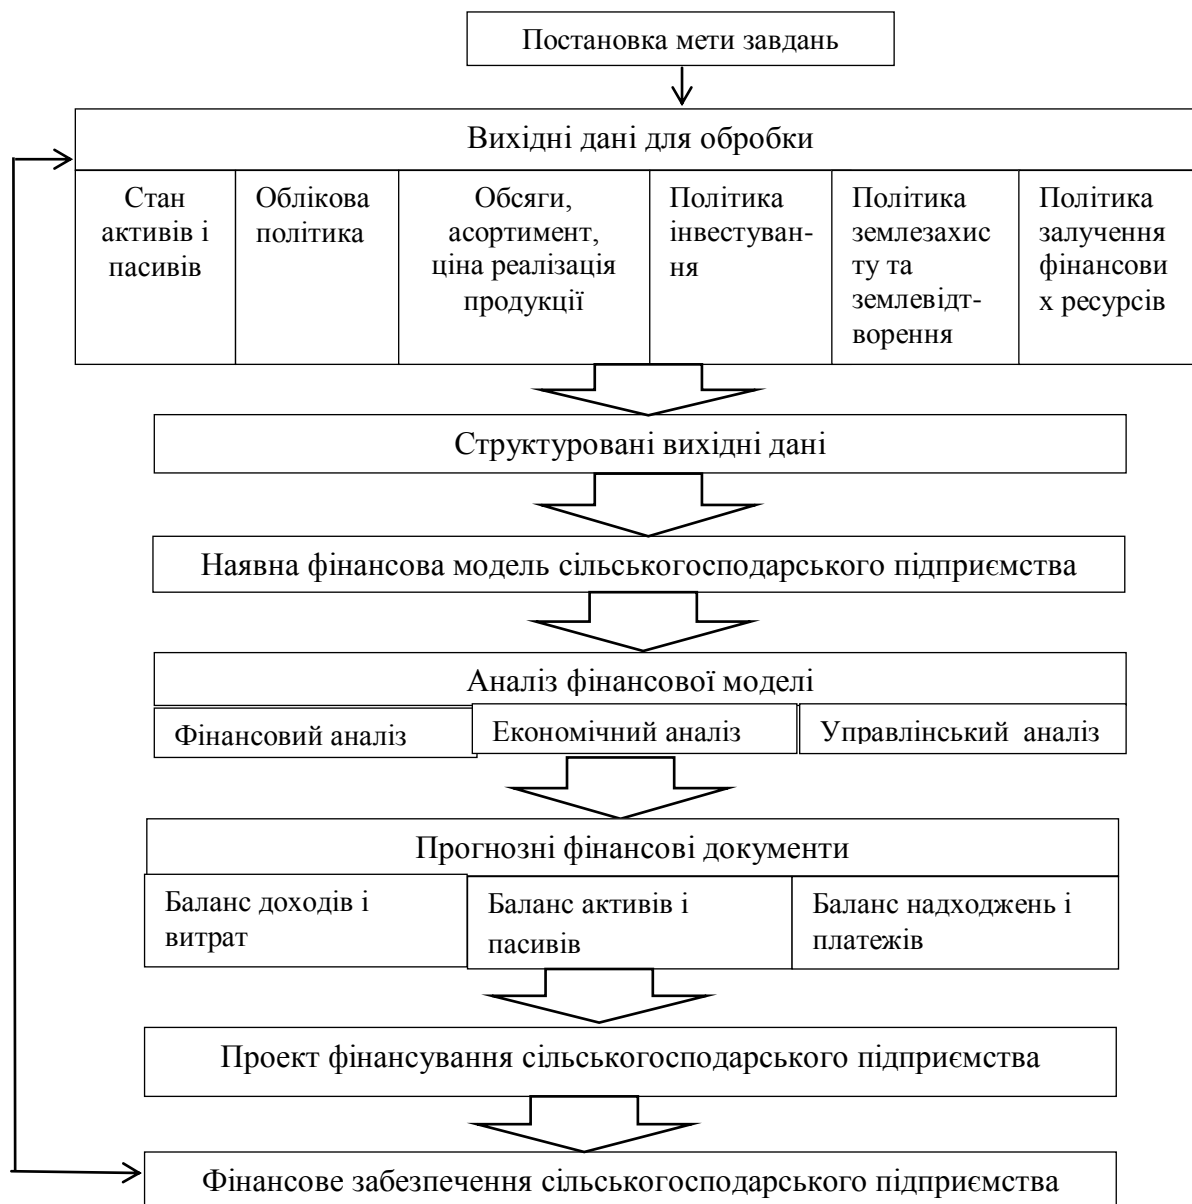 Постановка мети завдань
Вихідні дані для обробки
Стан
активів і
пасивів
Облікова
політика
Обсяги,
асортимент,
ціна реалізація
продукції
Політика
інвестуван-
ня
Політика
землезахис
ту та
землевідт-
ворення
Політика
залучення
фінансови
х ресурсів
Структуровані вихідні дані
Наявна фінансова модель сільськогосподарського підприємства
Аналіз фінансової моделі
Фінансовий аналіз
Економічний аналіз
Управлінський аналіз
Прогнозні фінансові документи
Баланс доходів і
витрат
Баланс активів і
пасивів
Баланс надходжень і
платежів
Проект фінансування сільськогосподарського підприємства
Фінансове забезпечення сільськогосподарського підприємства